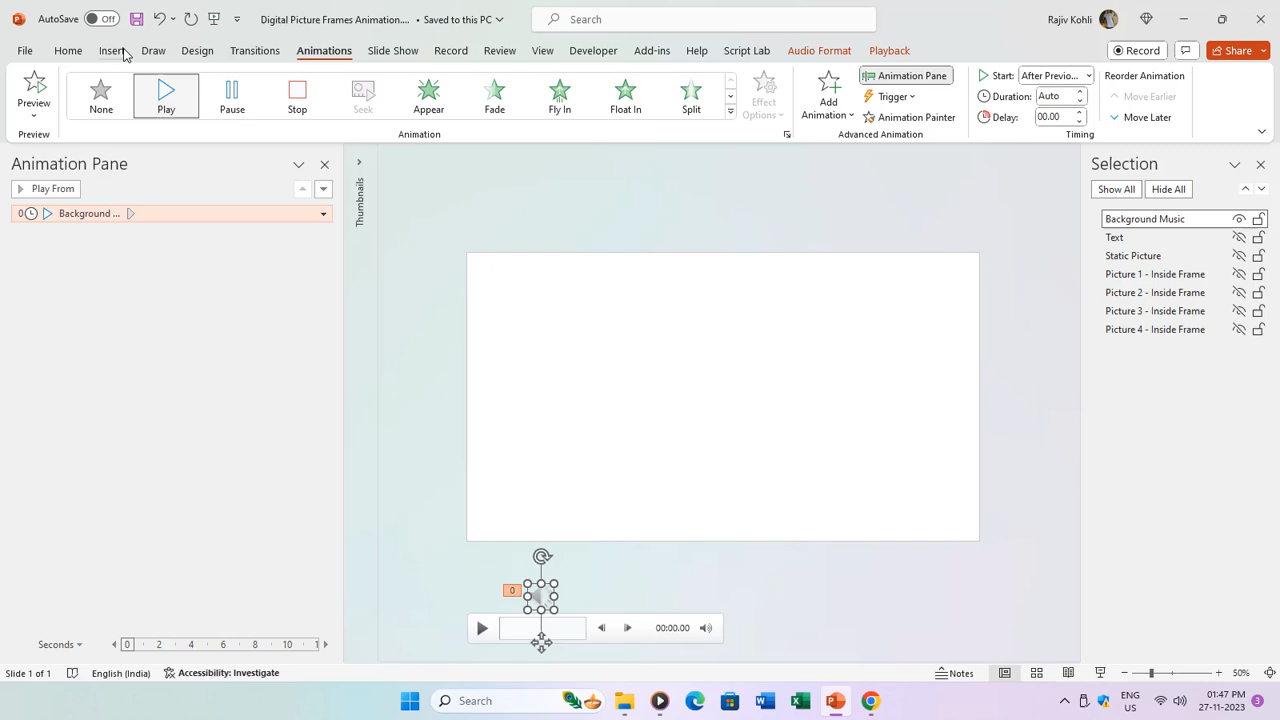 AutoSave Off Digital Picture Frames Animation.... • Saved to this PC Search Rajiv Kohli
File Home Insert Draw Design Transitions Animations Slide Show Record Review View Developer Add-ins Help Script Lab Audio Format Playback Record Share
Preview None Play Pause Stop Seek Appear Fade Fly In Float In Split Effect Options Add Animation Animation Pane Trigger Animation Painter Start: After Previo... Duration: Auto Delay: 00.00 Reorder Animation Move Earlier Move Later
Preview Animation Advanced Animation Timing
Animation Pane
Play From
0 Background ...
Thumbnails
Selection
Show All Hide All
Background Music
Text
Static Picture
Picture 1 - Inside Frame
Picture 2 - Inside Frame
Picture 3 - Inside Frame
Picture 4 - Inside Frame
0
00:00.00
Seconds 0 2 4 6 8 10 1
Slide 1 of 1 English (India) Accessibility: Investigate Notes 50%
Search ENG US 01:47 PM 27-11-2023 3